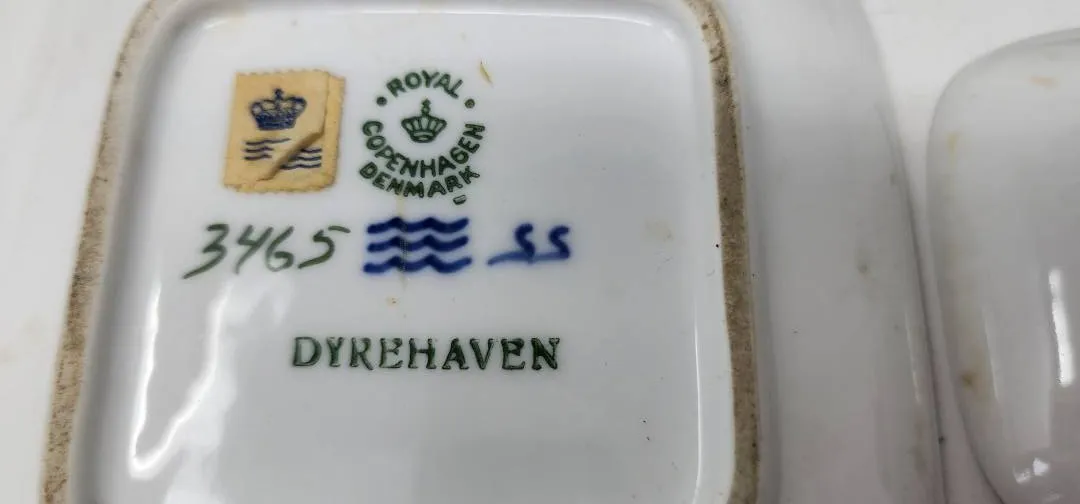 ROYAL
COPENHAGEN
DENMARK
3465 SS
DYREHAVEN